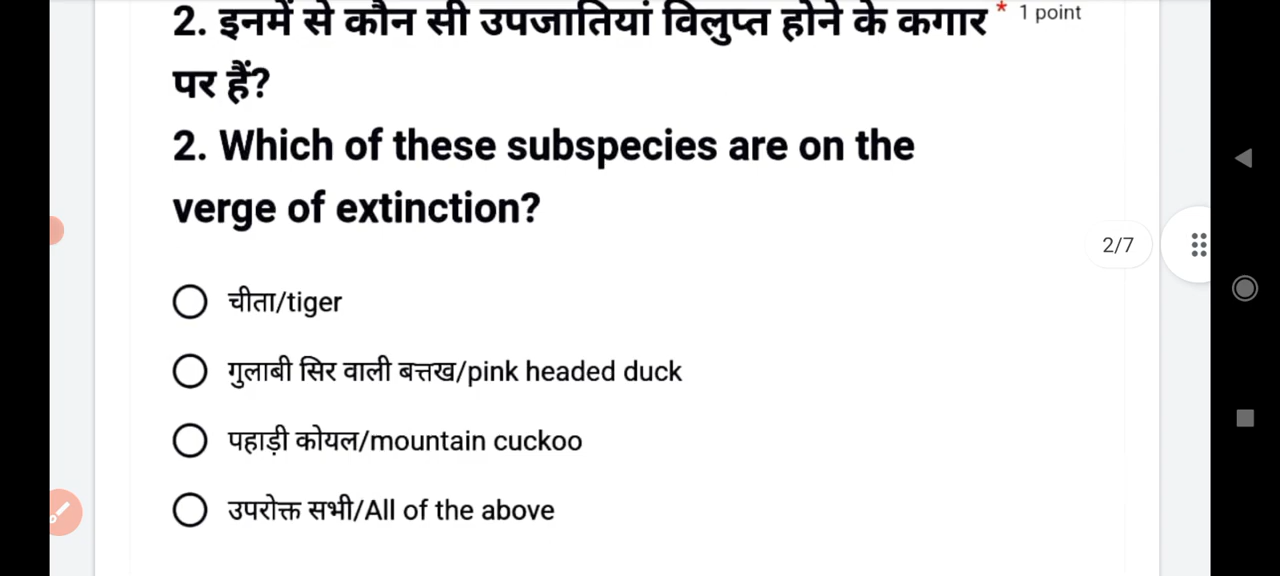 2. इनमें से कौन सी उपजातियां विलुप्त होने के कगार * 1 point
पर हैं?
2. Which of these subspecies are on the
verge of extinction?
2/7
चीता/tiger
गुलाबी सिर वाली बत्तख/pink headed duck
पहाड़ी कोयल/mountain cuckoo
उपरोक्त सभी/All of the above